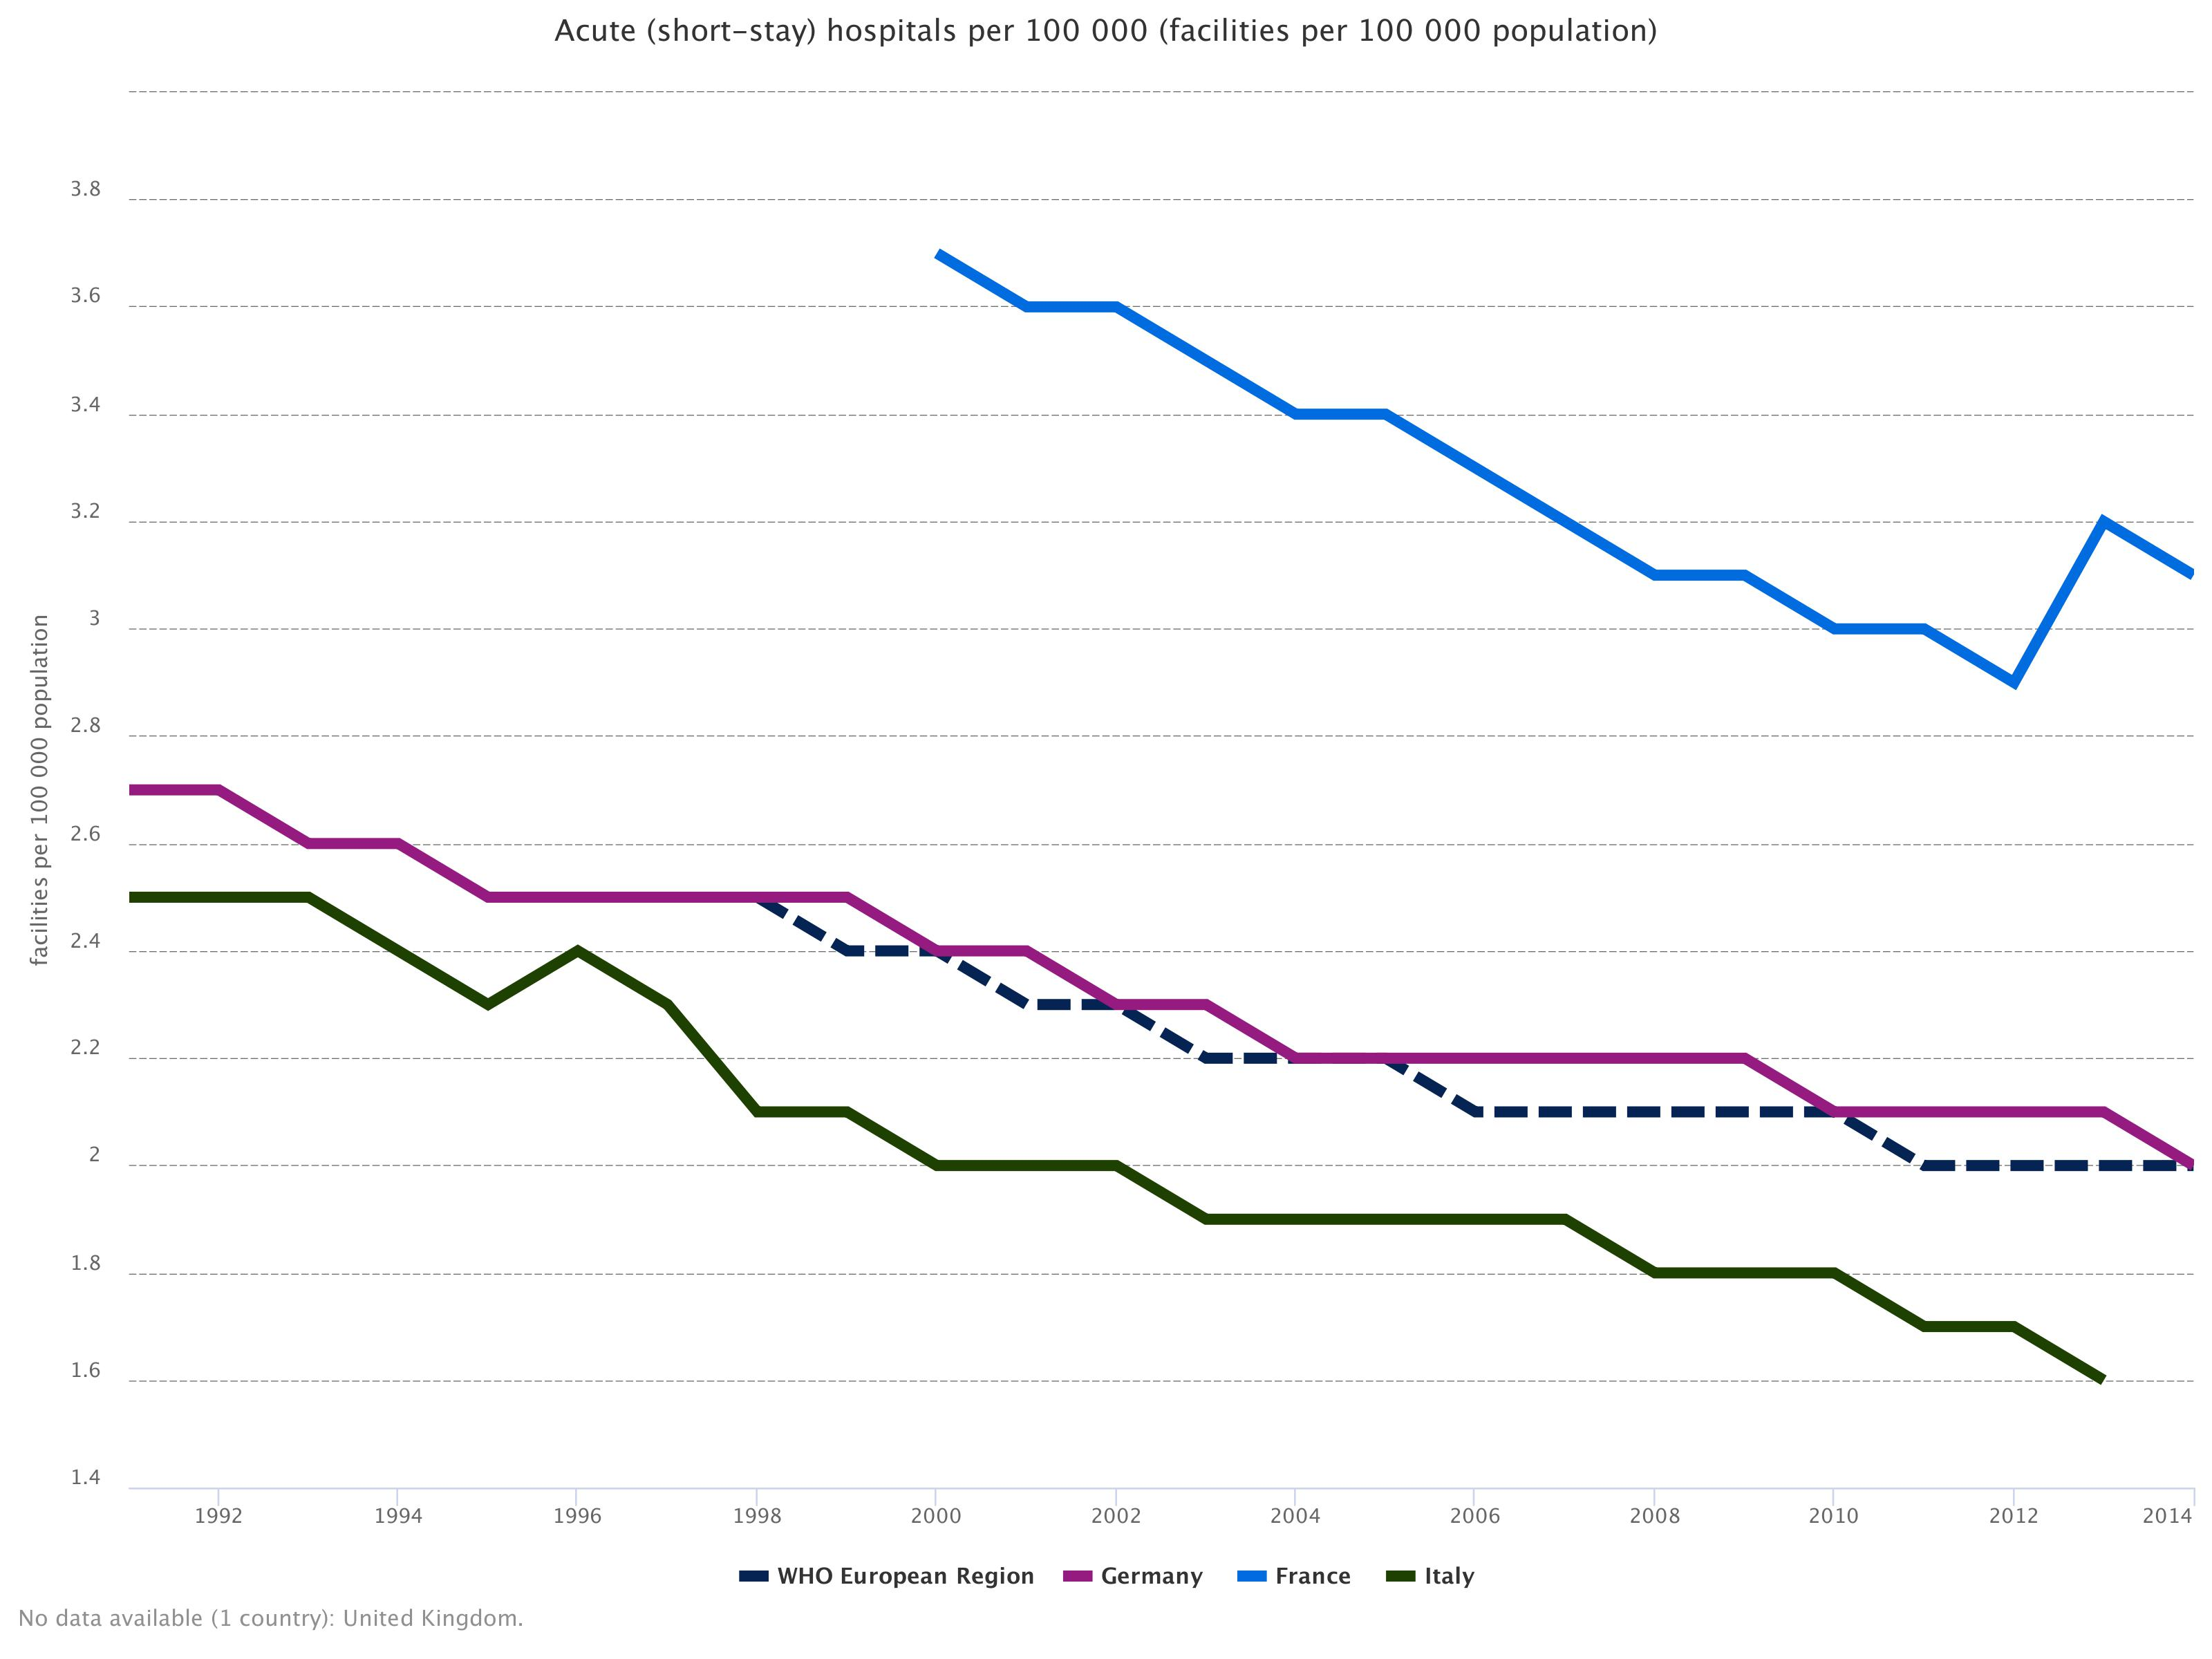 Acute (short-stay) hospitals per 100 000 (facilities per 100 000 population)
facilities per 100 000 population
3.8
3.6
3.4
3.2
3
2.8
2.6
2.4
2.2
2
1.8
1.6
1.4
1992 1994 1996 1998 2000 2002 2004 2006 2008 2010 2012 2014
WHO European Region Germany France Italy
No data available (1 country): United Kingdom.